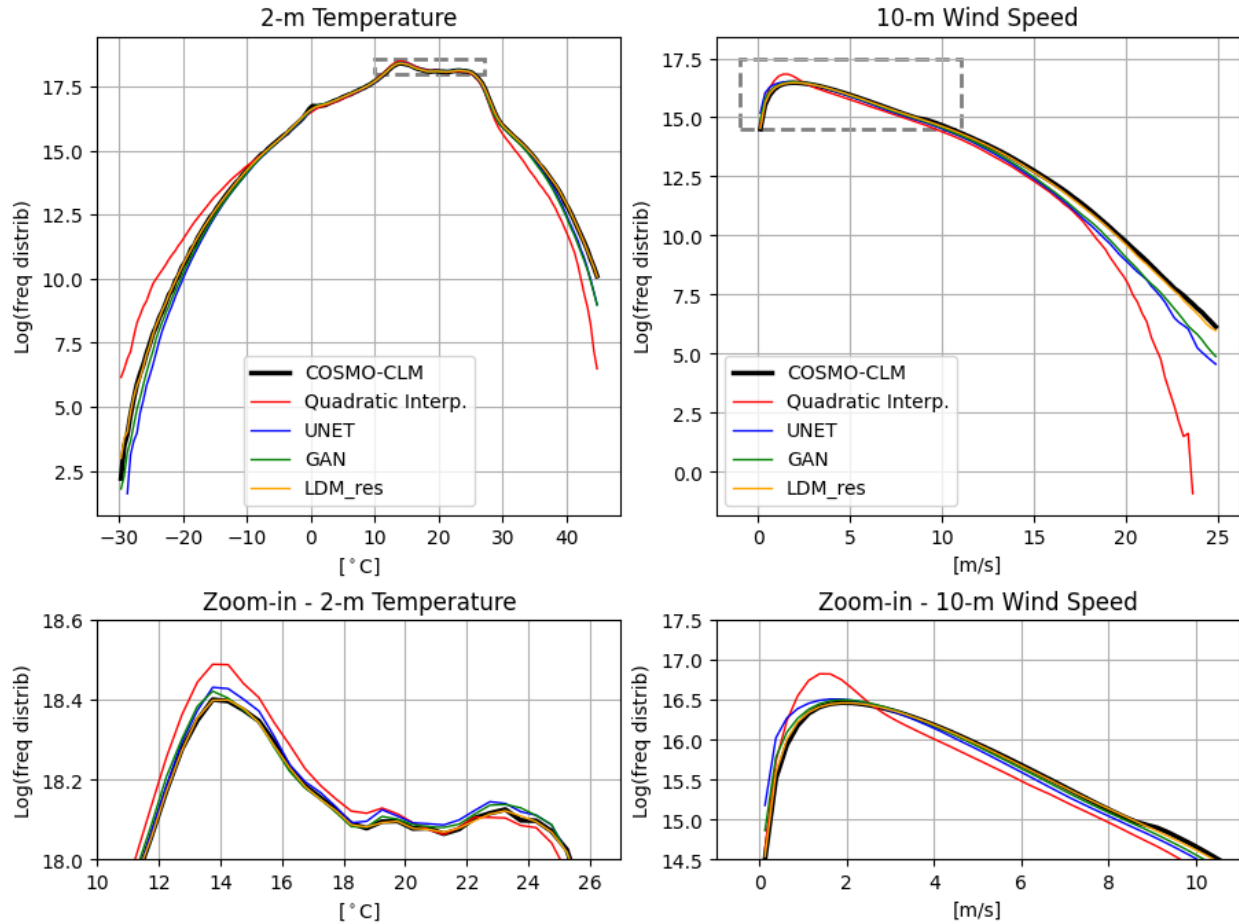 2-m Temperature
Log(freq distrib)
17.5
15.0
12.5
10.0
7.5
5.0
2.5
−30 −20 −10 0 10 20 30 40
[°C]
COSMO-CLM
Quadratic Interp.
UNET
GAN
LDM_res
10-m Wind Speed
Log(freq distrib)
17.5
15.0
12.5
10.0
7.5
5.0
2.5
0.0
0 5 10 15 20 25
[m/s]
COSMO-CLM
Quadratic Interp.
UNET
GAN
LDM_res
Zoom-in - 2-m Temperature
Log(freq distrib)
18.6
18.4
18.2
18.0
10 12 14 16 18 20 22 24 26
[°C]
Zoom-in - 10-m Wind Speed
Log(freq distrib)
17.5
17.0
16.5
16.0
15.5
15.0
14.5
0 2 4 6 8 10
[m/s]